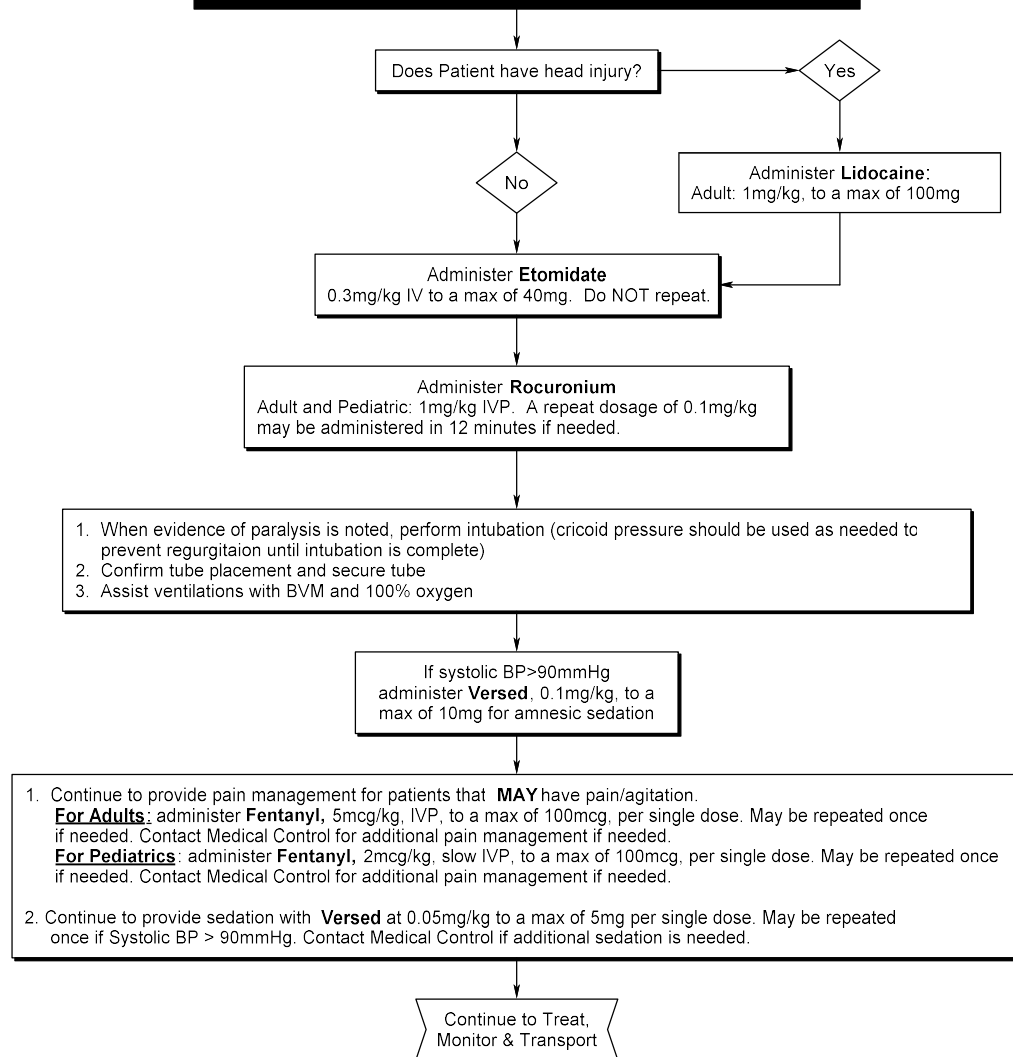 Does Patient have head injury?
Yes
No
Administer Lidocaine:
Adult: 1mg/kg, to a max of 100mg
Administer Etomidate
0.3mg/kg IV to a max of 40mg. Do NOT repeat.
Administer Rocuronium
Adult and Pediatric: 1mg/kg IVP. A repeat dosage of 0.1mg/kg
may be administered in 12 minutes if needed.
1. When evidence of paralysis is noted, perform intubation (cricoid pressure should be used as needed to
prevent regurgitaion until intubation is complete)
2. Confirm tube placement and secure tube
3. Assist ventilations with BVM and 100% oxygen
If systolic BP>90mmHg
administer Versed, 0.1mg/kg, to a
max of 10mg for amnesic sedation
1. Continue to provide pain management for patients that MAY have pain/agitation.
For Adults: administer Fentanyl, 5mcg/kg, IVP, to a max of 100mcg, per single dose. May be repeated once
if needed. Contact Medical Control for additional pain management if needed.
For Pediatrics: administer Fentanyl, 2mcg/kg, slow IVP, to a max of 100mcg, per single dose. May be repeated once
if needed. Contact Medical Control for additional pain management if needed.
2. Continue to provide sedation with Versed at 0.05mg/kg to a max of 5mg per single dose. May be repeated
once if Systolic BP > 90mmHg. Contact Medical Control if additional sedation is needed.
Continue to Treat,
Monitor & Transport